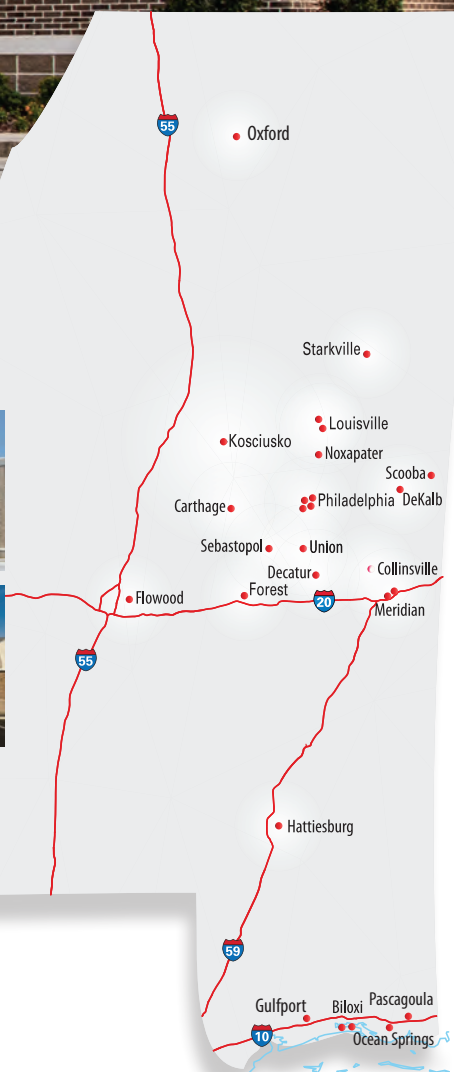 55
Oxford
Starkville
Louisville
Kosciusko
Noxapater
Scooba
Philadelphia
DeKalb
Carthage
Sebastopol
Union
Collinsville
Decatur
Forest
Flowood
20
Meridian
55
Hattiesburg
59
Gulfport
Biloxi
Pascagoula
10
Ocean Springs